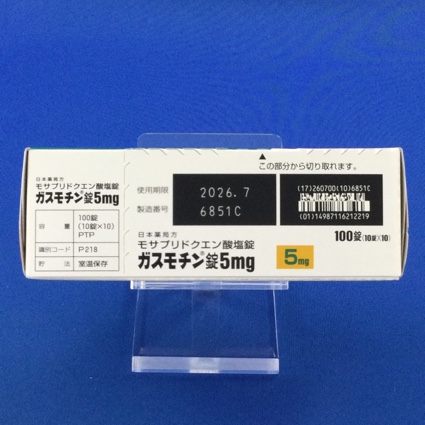 日本薬局方
モサプリドクエン酸塩錠
ガスモチン®錠5mg
容量
100錠
(10錠×10)
PTP
識別コード P218
貯法 室温保存
▲
この部分から切り取れます。
使用期限 2026.7
製造番号 6851C
(17)260700(10)6851C
(01)14987116212219
日本薬局方
モサプリドクエン酸塩錠
ガスモチン®錠5mg
100錠(10錠×10)
5mg